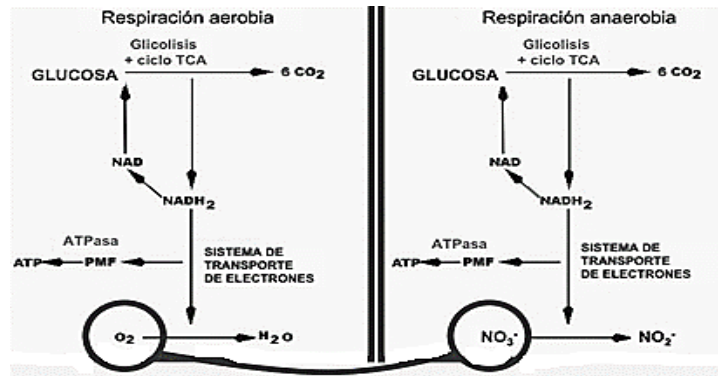 Respiración aerobia
Glicolisis
+ ciclo TCA
GLUCOSA
6 CO₂
NAD
NADH₂
ATPasa
ATP
PMF
SISTEMA DE
TRANSPORTE
DE ELECTRONES
O₂
H₂O
Respiración anaerobia
Glicolisis
+ ciclo TCA
GLUCOSA
6 CO₂
NAD
NADH₂
ATPasa
ATP
PMF
SISTEMA DE
TRANSPORTE
DE ELECTRONES
NO₃⁻
NO₂⁻